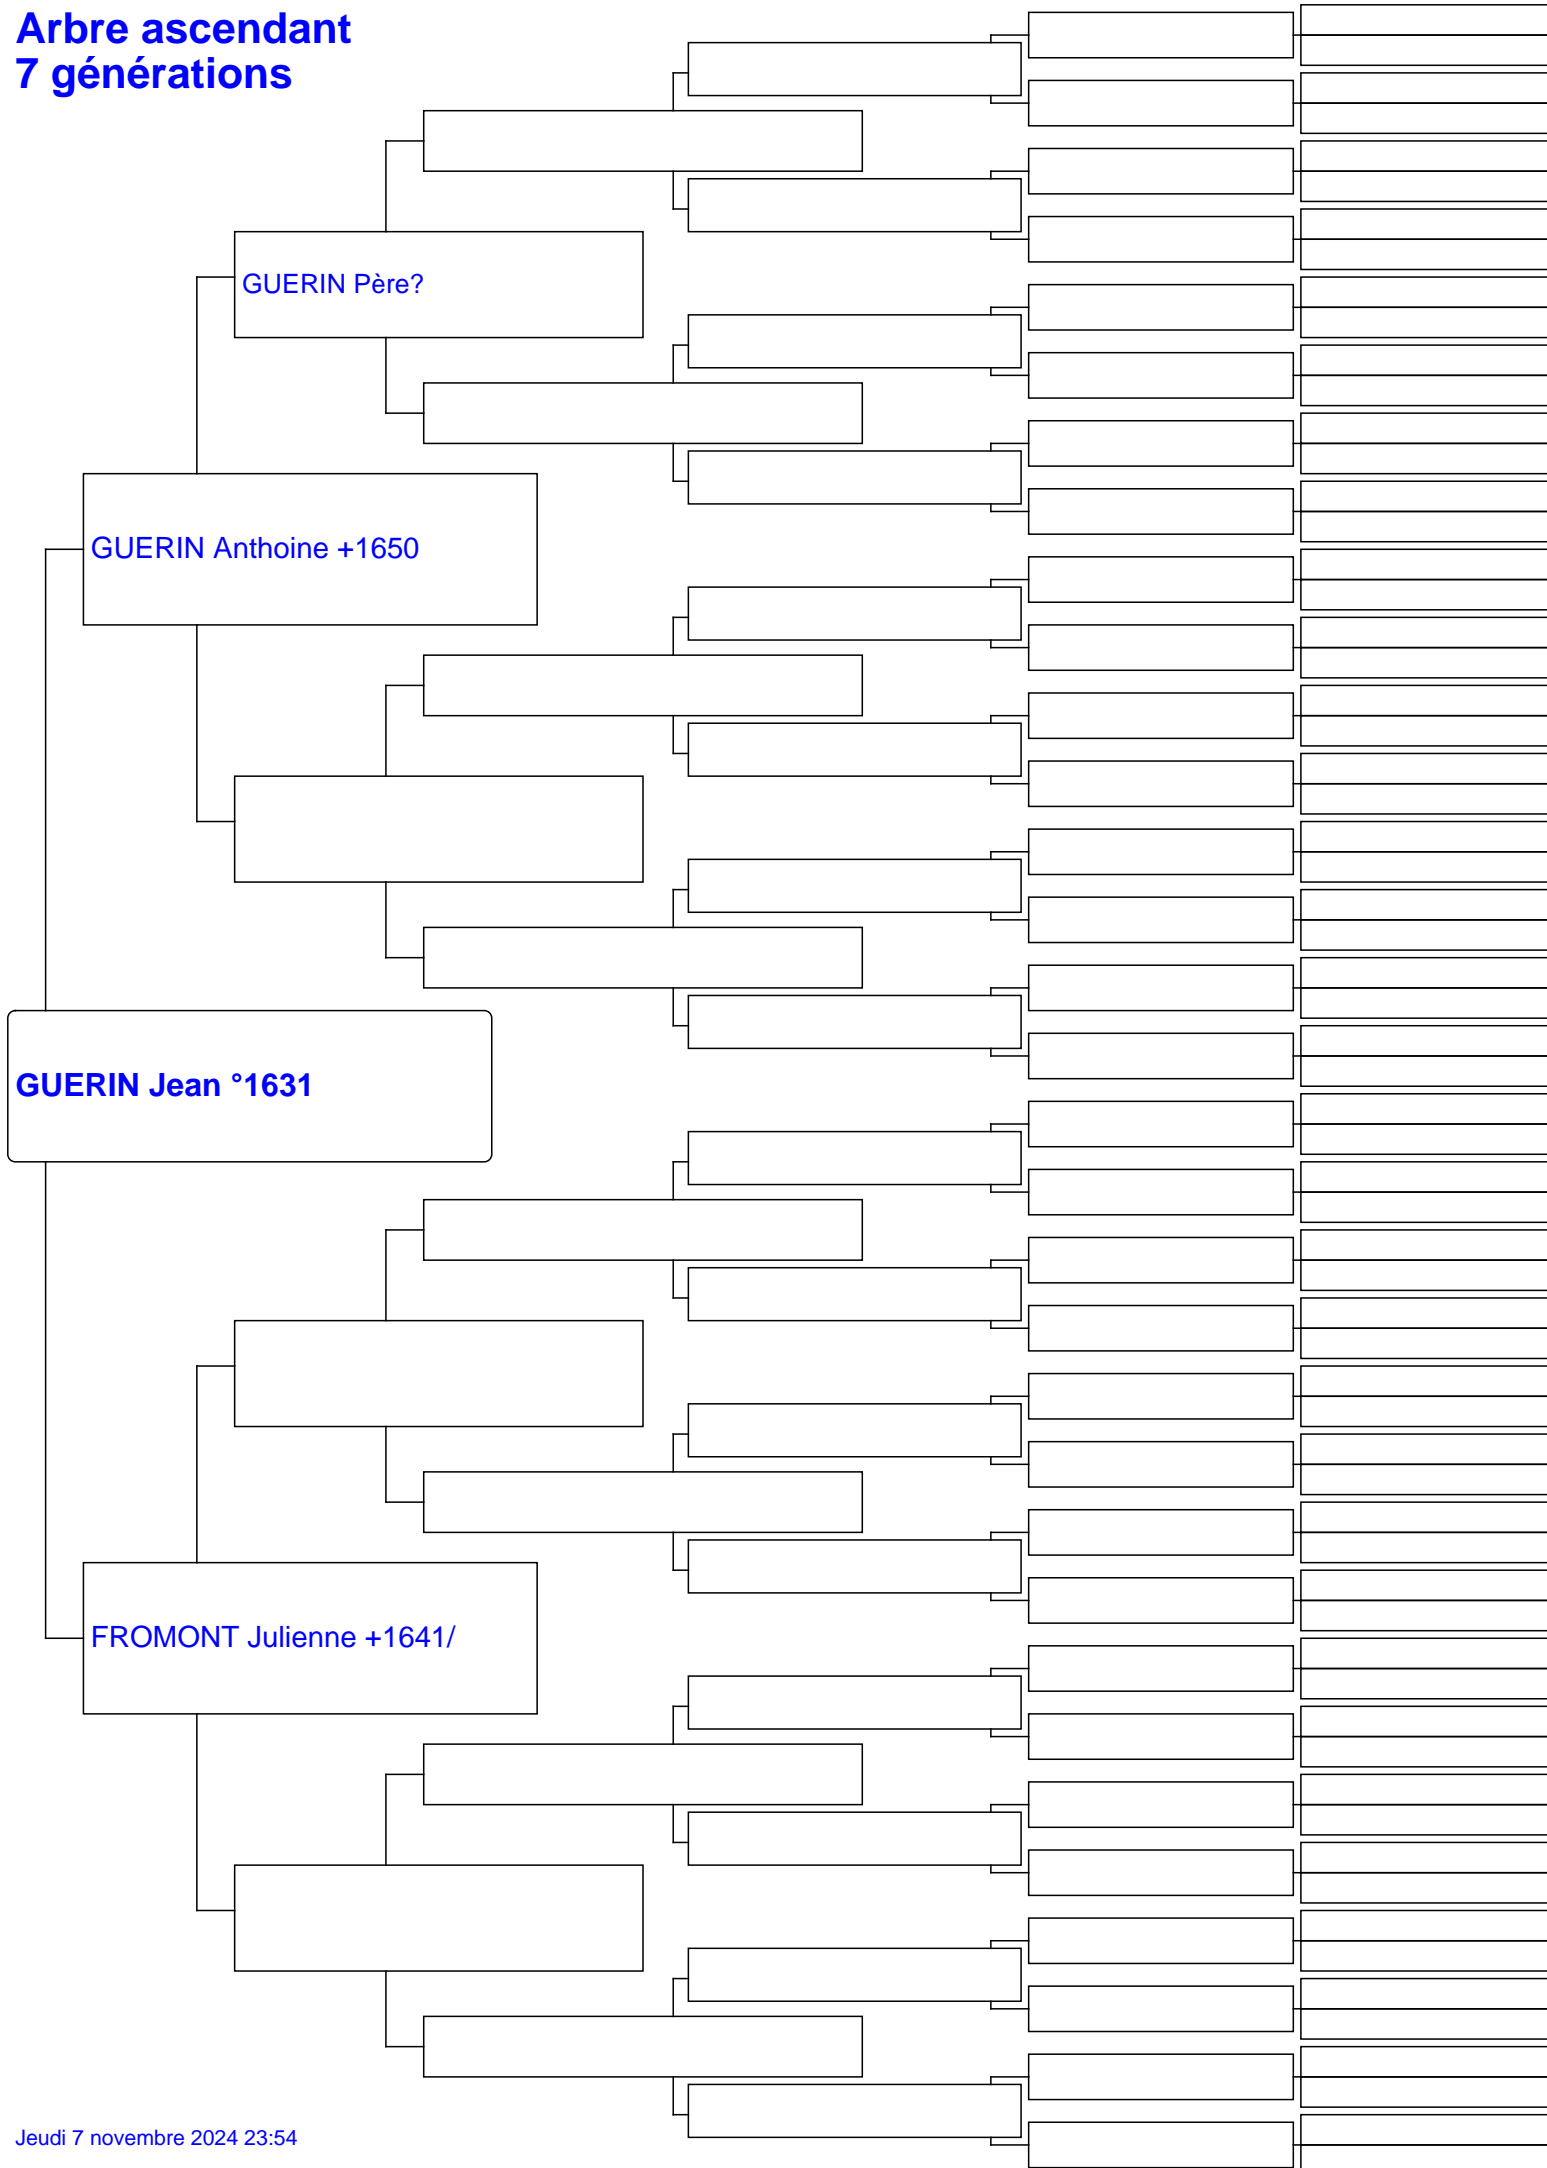 Arbre ascendant
7 générations
GUERIN Père?
GUERIN Anthoine +1650
GUERIN Jean °1631
FROMONT Julienne +1641/
Jeudi 7 novembre 2024 23:54